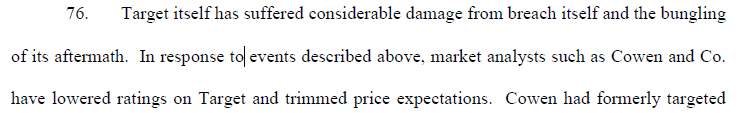 76. Target itself has suffered considerable damage from breach itself and the bungling
of its aftermath. In response to events described above, market analysts such as Cowen and Co.
have lowered ratings on Target and trimmed price expectations. Cowen had formerly targeted